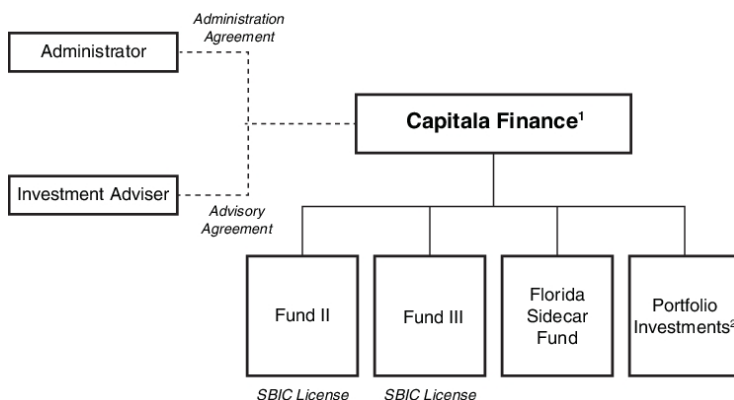 Administration
Agreement
Administrator
Capitala Finance¹
Investment Adviser
Advisory
Agreement
Fund II
Fund III
Florida
Sidecar
Fund
Portfolio
Investments²
SBIC License
SBIC License